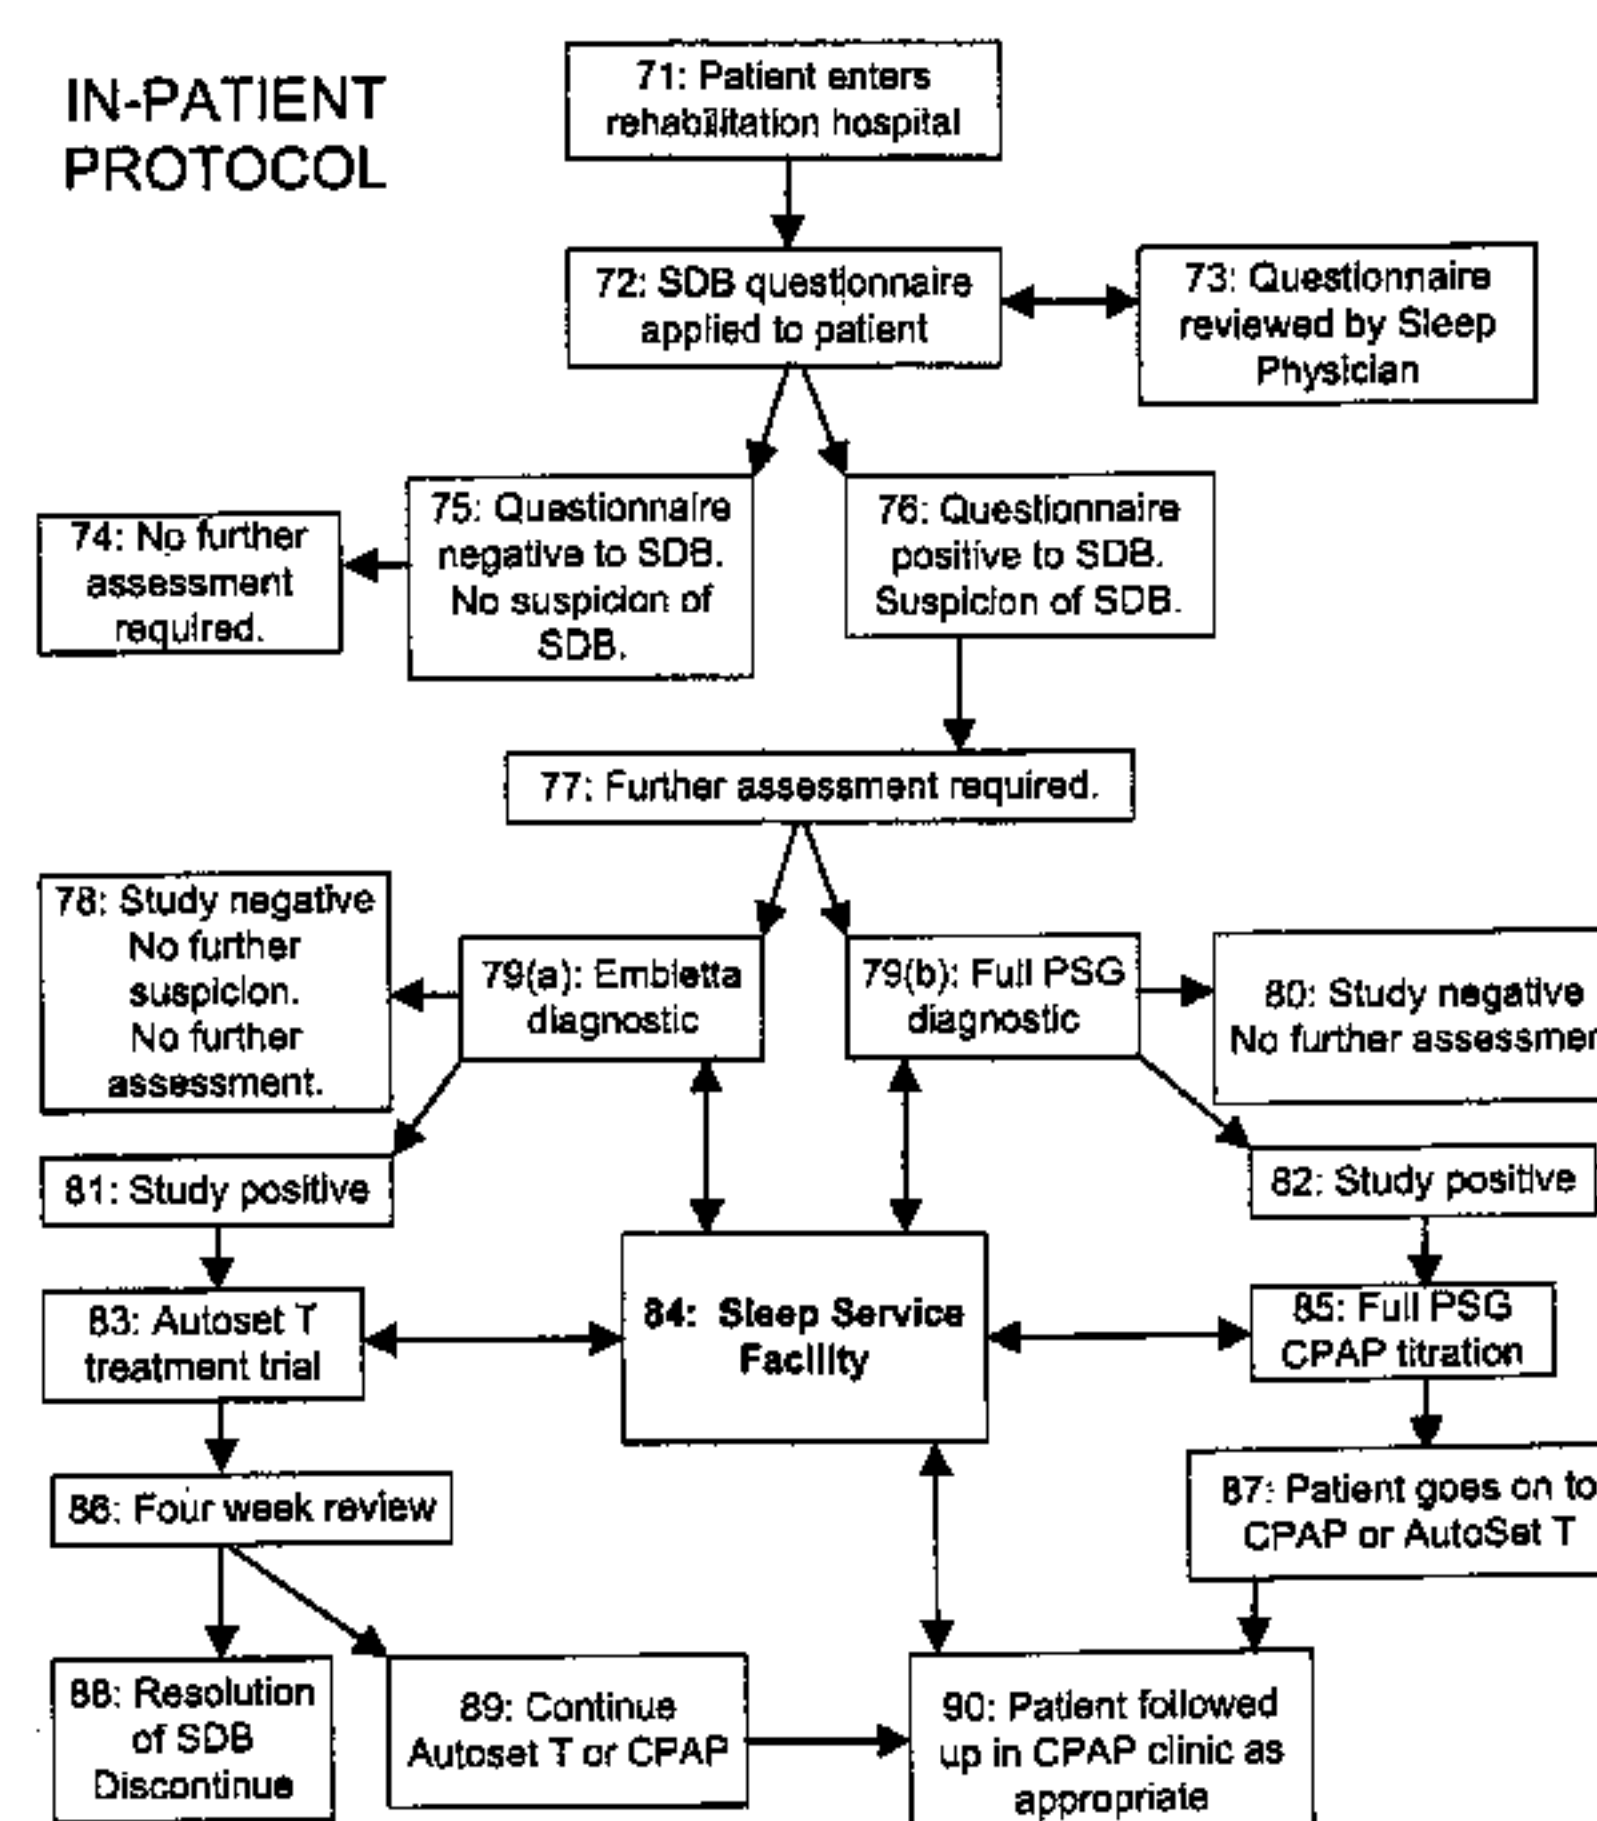 IN-PATIENT
PROTOCOL
71: Patient enters
rehabilitation hospital
72: SDB questionnaire
applied to patient
73: Questionnaire
reviewed by Sleep
Physician
74: No further
assessment
required.
75: Questionnaire
negative to SDB.
No suspicion of
SDB.
76: Questionnaire
positive to SDB.
Suspicion of SDB.
77: Further assessment required.
78: Study negative
No further
suspicion.
No further
assessment.
79(a): Embletta
diagnostic
79(b): Full PSG
diagnostic
80: Study negative
No further assessmen
81: Study positive
82: Study positive
83: Autoset T
treatment trial
84: Sleep Service
Facility
85: Full PSG
CPAP titration
86: Four week review
87: Patient goes on to
CPAP or AutoSet T
88: Resolution
of SDB
Discontinue
89: Continue
Autoset T or CPAP
90: Patient followed
up in CPAP clinic as
appropriate